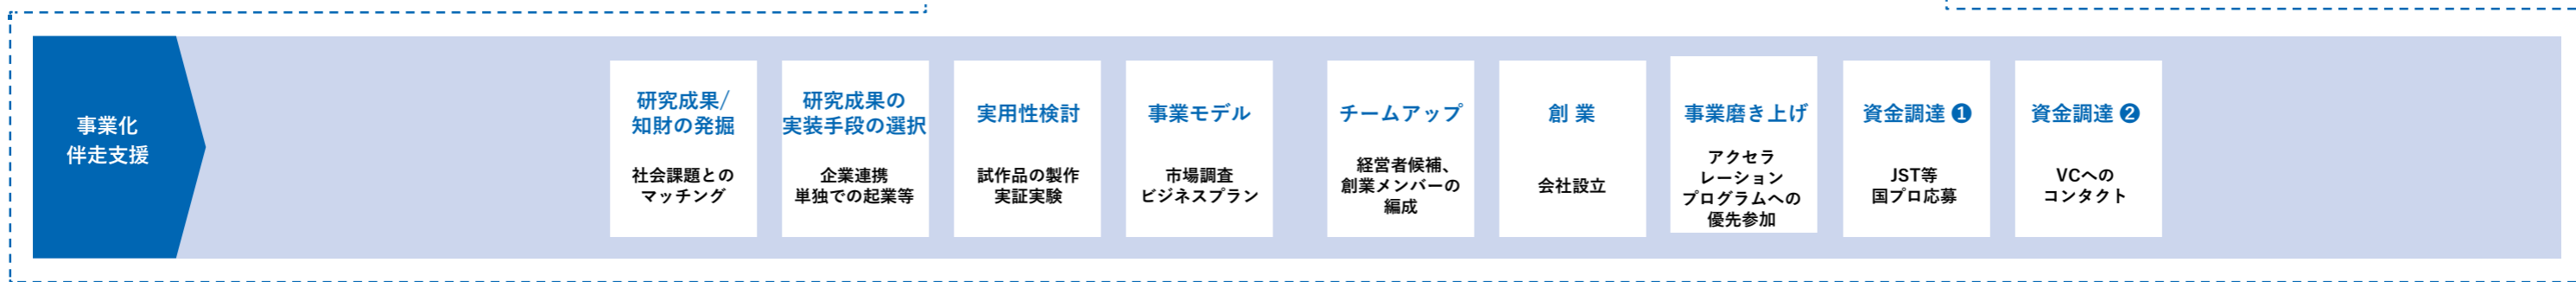 事業化
伴走支援
研究成果/
知財の発掘
社会課題との
マッチング
研究成果の
実装手段の選択
企業連携
単独での起業等
実用性検討
試作品の製作
実証実験
事業モデル
市場調査
ビジネスプラン
チームアップ
経営者候補、
創業メンバーの
編成
創 業
会社設立
事業磨き上げ
アクセラ
レーション
プログラムへの
優先参加
資金調達 ❶
JST等
国プロ応募
資金調達 ❷
VCへの
コンタクト